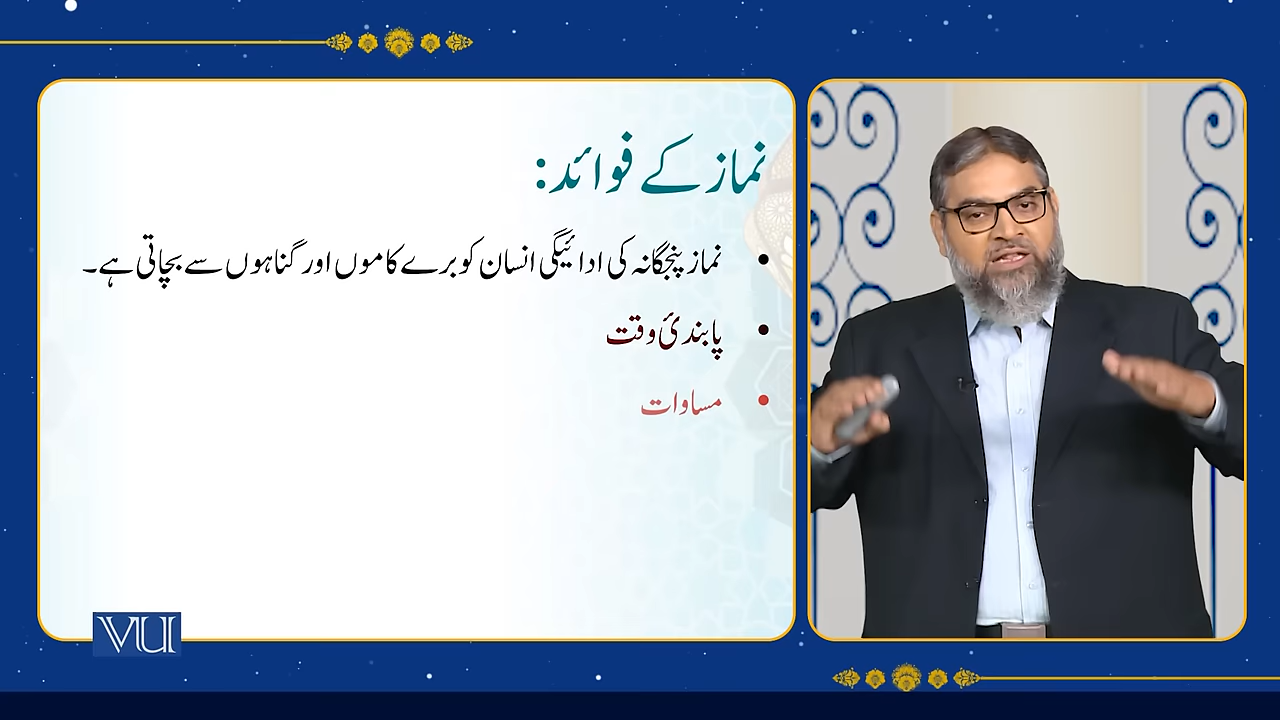 نماز کے فوائد:
• نماز پنجگانہ کی ادائیگی انسان کو برے کاموں اور گناہوں سے بچاتی ہے۔
• پابندیٔ وقت
• مساوات
VU